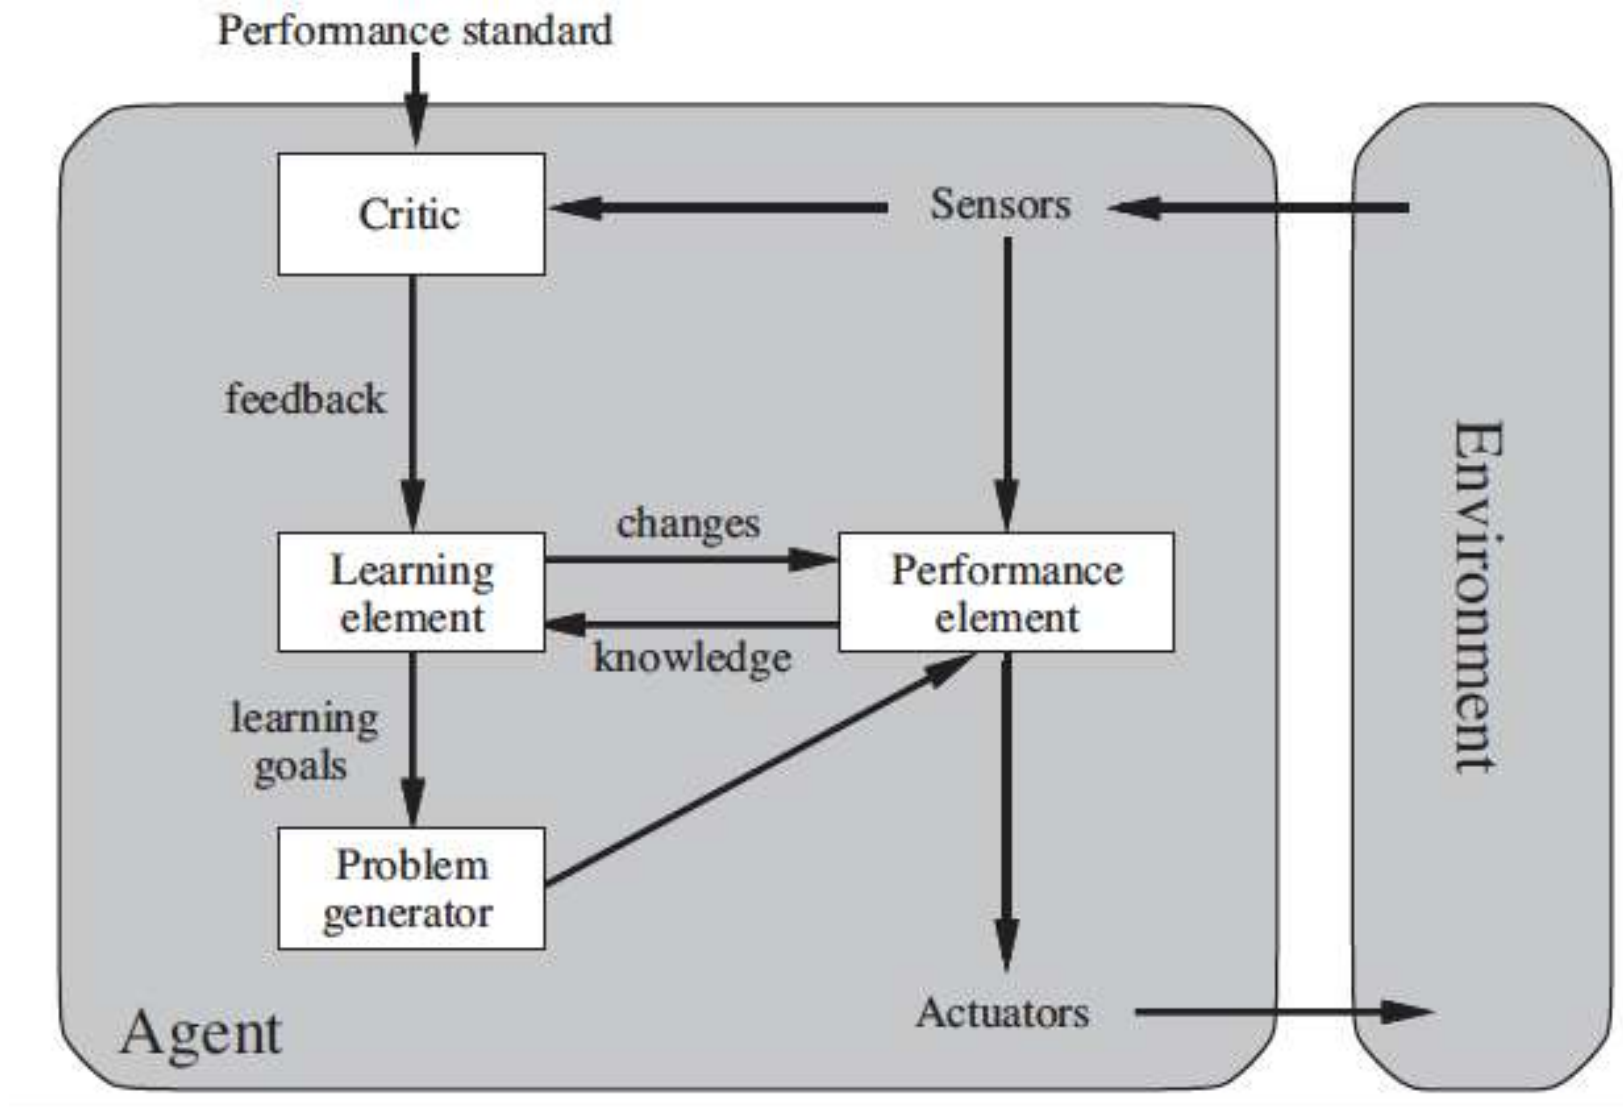 Performance standard
Critic
Sensors
feedback
changes
Learning
element
Performance
element
knowledge
learning
goals
Problem
generator
Agent
Actuators
Environment